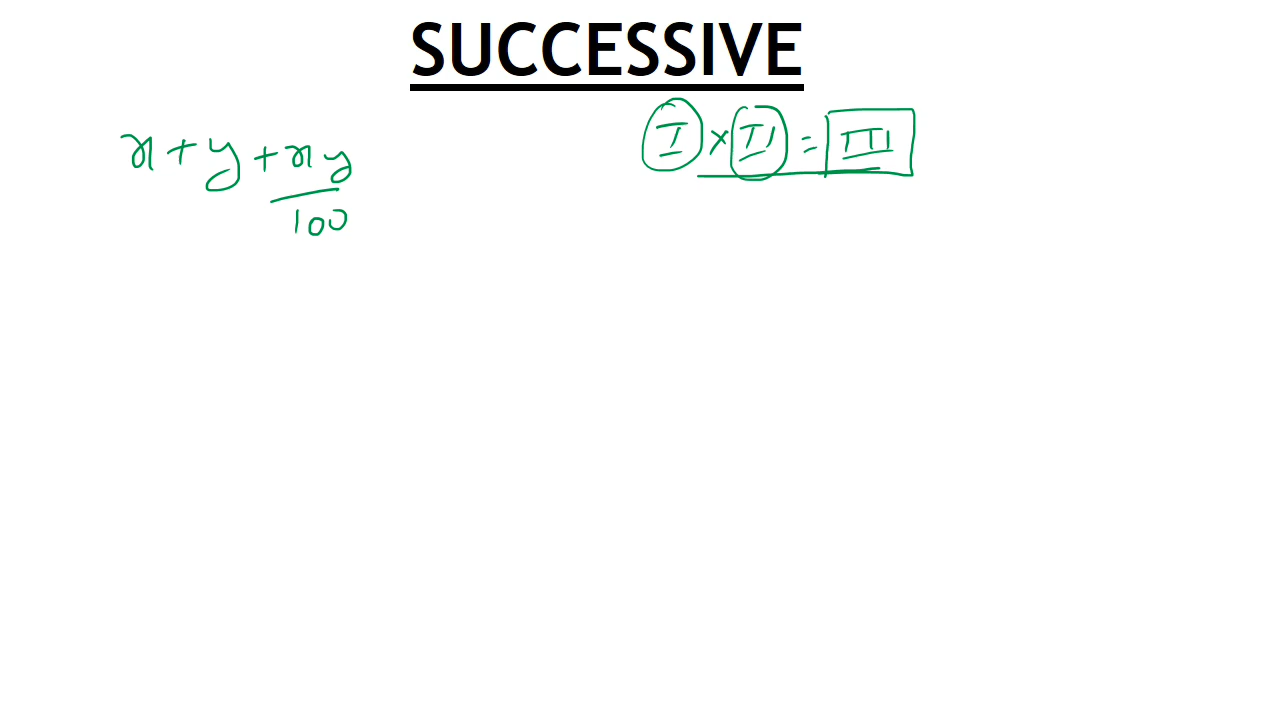 SUCCESSIVE
x + y + xy/100
I × II = III